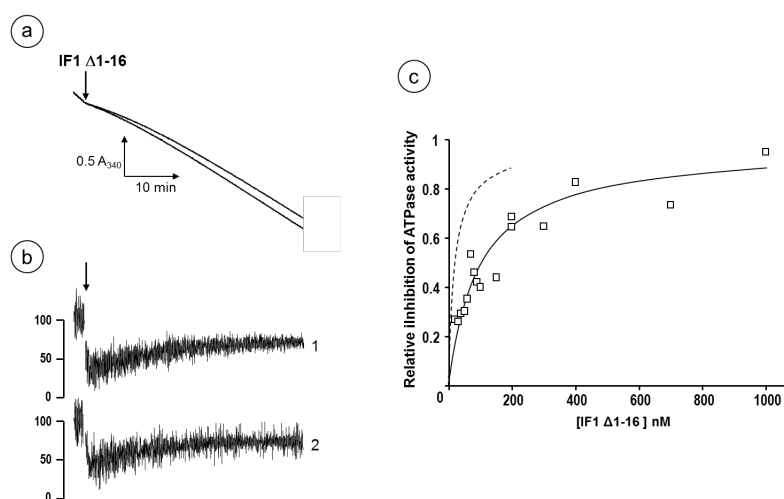 a
IF1 Δ1-16
0.5 A340
10 min
b
100
50
0
1
100
50
0
2
c
Relative iInhibition of ATPase activity
1
0.8
0.6
0.4
0.2
0
200
400
600
800
1000
[IF1 Δ1-16 ] nM